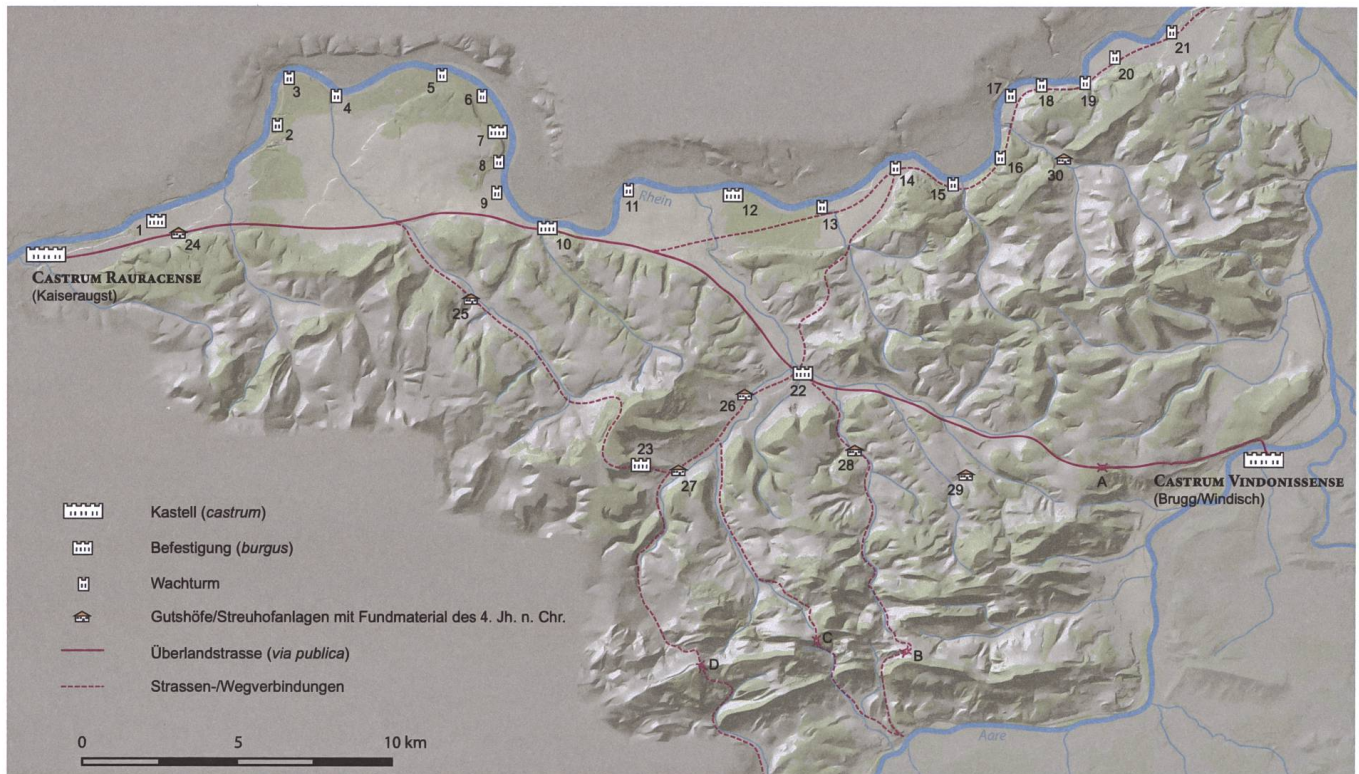 21
20
3
5
17
18
19
4
6
2
7
8
16
14
30
15
9
11
Rhein
12
13
1
24
10
CASTRUM RAURACENSE
(Kaiseraugst)
25
22
26
23
27
28
29
A
CASTRUM VINDONISSENSE
(Brugg/Windisch)
Kastell (castrum)
Befestigung (burgus)
Wachturm
Gutshöfe/Streuhofanlagen mit Fundmaterial des 4. Jh. n. Chr.
Überlandstrasse (via publica)
Strassen-/Wegverbindungen
C
B
D
Aare
0 5 10 km